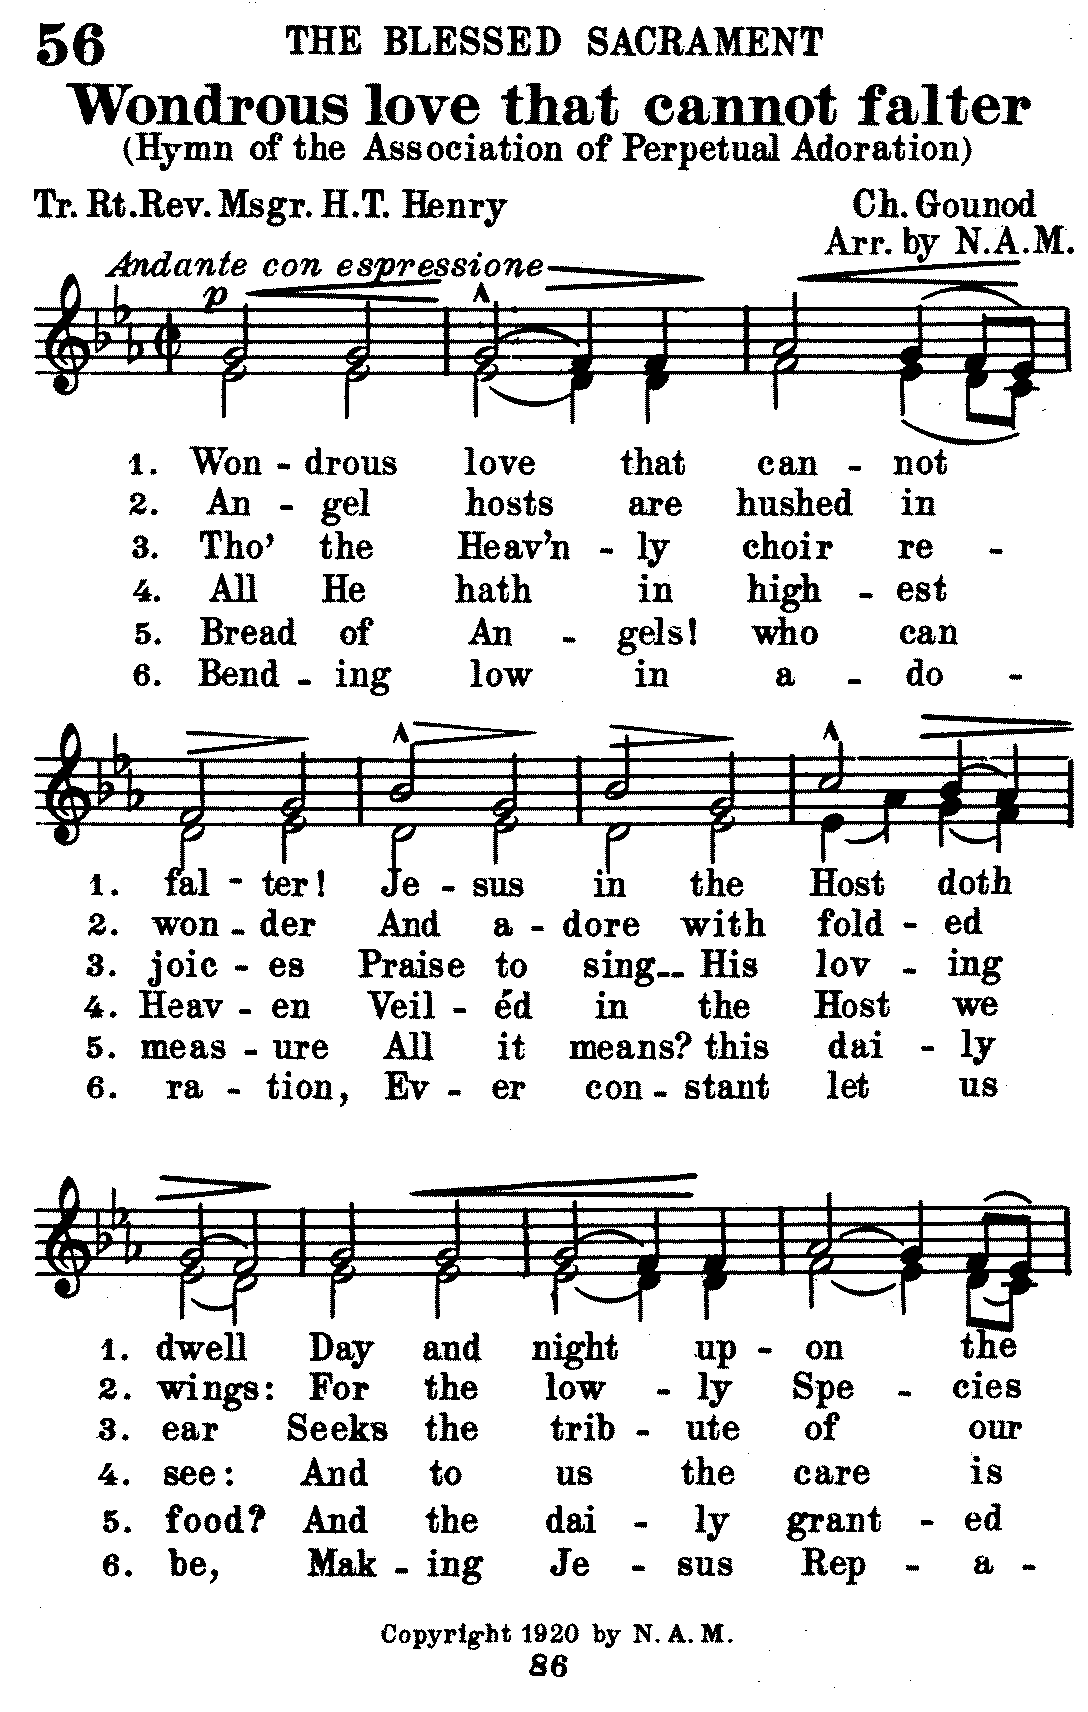 56 THE BLESSED SACRAMENT
Wondrous love that cannot falter
(Hymn of the Association of Perpetual Adoration)
Tr. Rt. Rev. Msgr. H.T. Henry Ch. Gounod
Arr. by N.A.M.
Andante con espressione
p
1. Won - drous love that can - not
2. An - gel hosts are hushed in
3. Tho' the Heav'n - ly choir re -
4. All He hath in high - est
5. Bread of An - gels! who can
6. Bend - ing low in a - do -
1. fal - ter! Je - sus in the Host doth
2. won - der And a - dore with fold - ed
3. joic - es Praise to sing__ His lov - ing
4. Heav - en Veil - éd in the Host we
5. meas - ure All it means? this dai - ly
6. ra - tion, Ev - er con - stant let us
1. dwell Day and night up - on the
2. wings: For the low - ly Spe - cies
3. ear Seeks the trib - ute of our
4. see: And to us the care is
5. food? And the dai - ly grant - ed
6. be, Mak - ing Je - sus Rep - a -
Copyright 1920 by N. A. M.
86